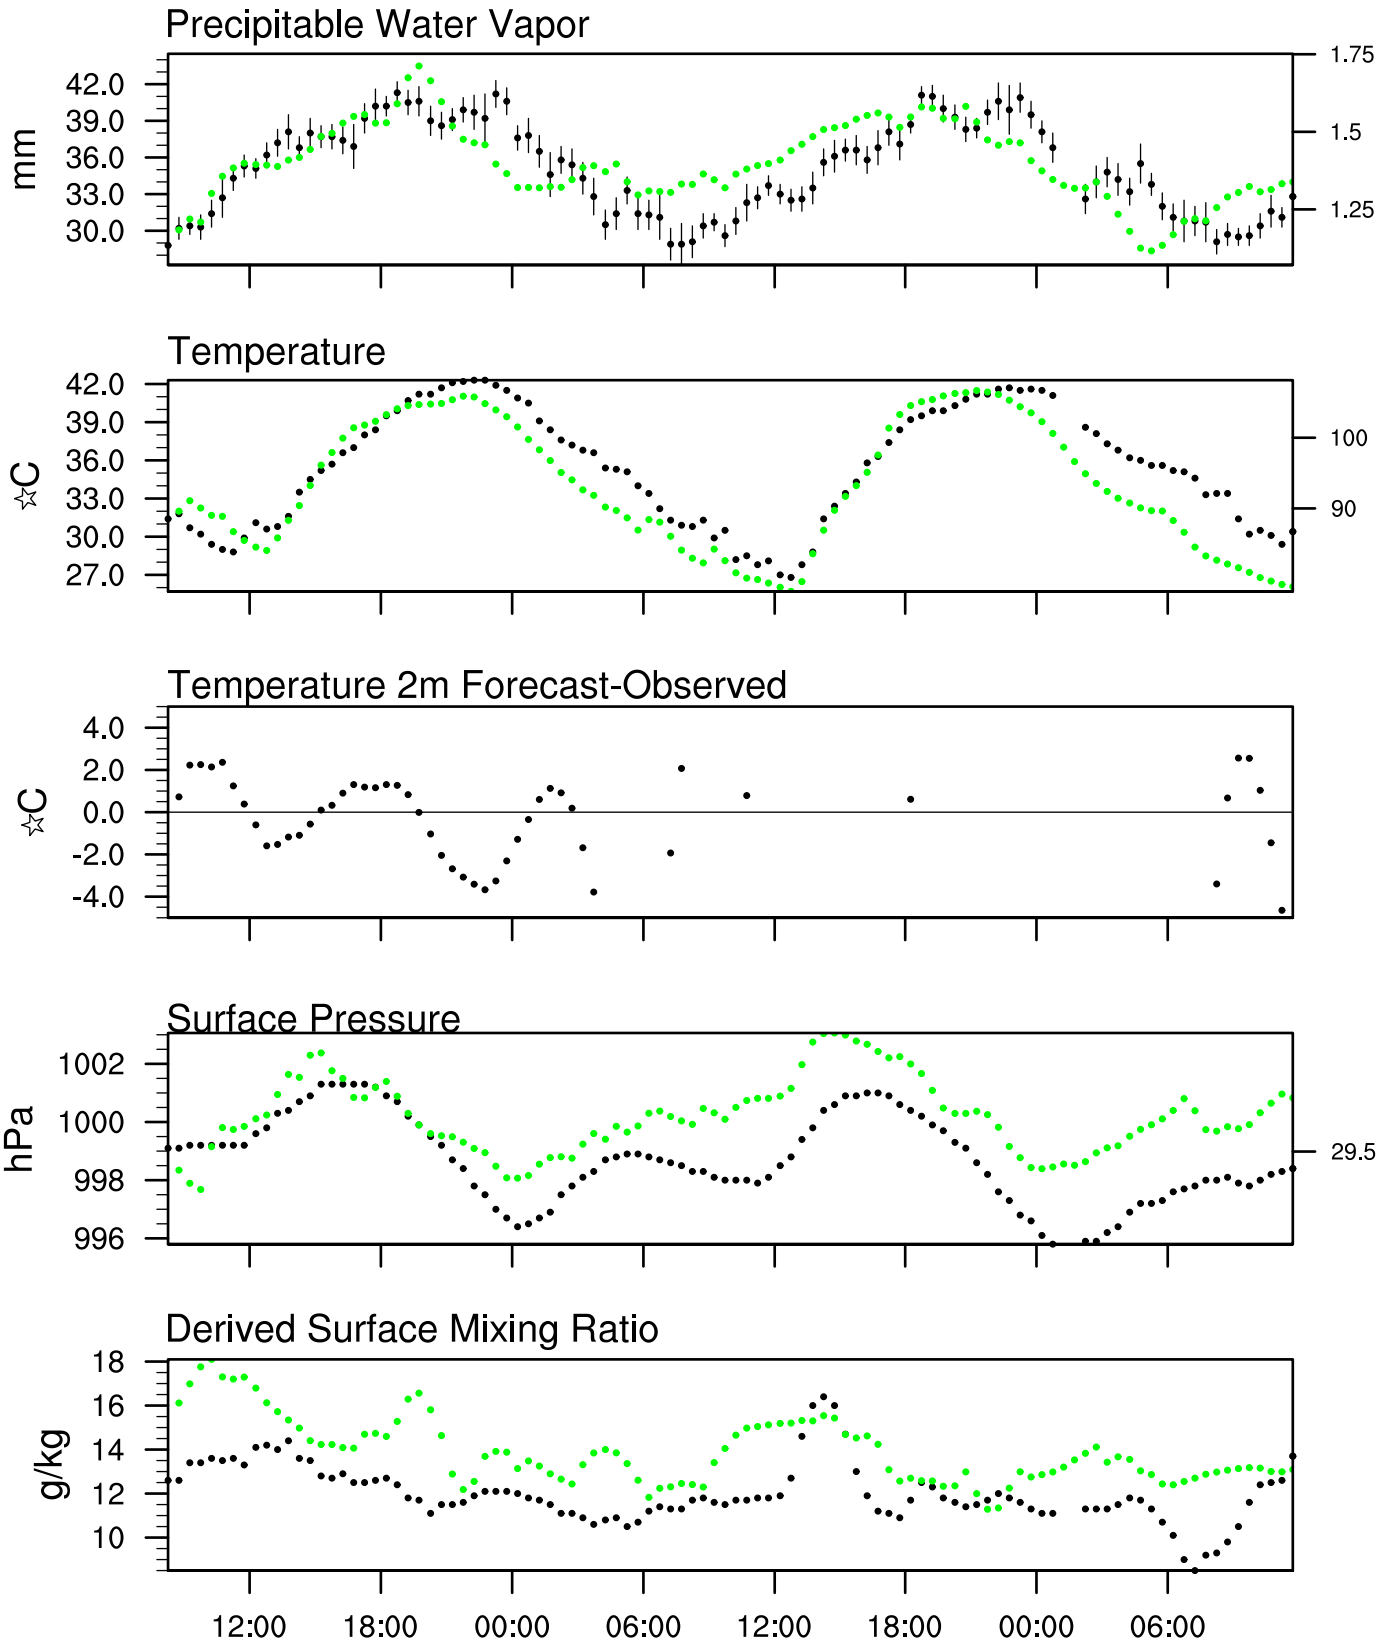 Precipitable Water Vapor
42.0
39.0
36.0
33.0
30.0
mm
1.75
1.5
1.25
Temperature
42.0
39.0
36.0
33.0
30.0
27.0
☆C
100
90
Temperature 2m Forecast-Observed
4.0
2.0
0.0
-2.0
-4.0
☆C
Surface Pressure
1002
1000
998
996
hPa
29.5
Derived Surface Mixing Ratio
18
16
14
12
10
g/kg
12:00 18:00 00:00 06:00 12:00 18:00 00:00 06:00